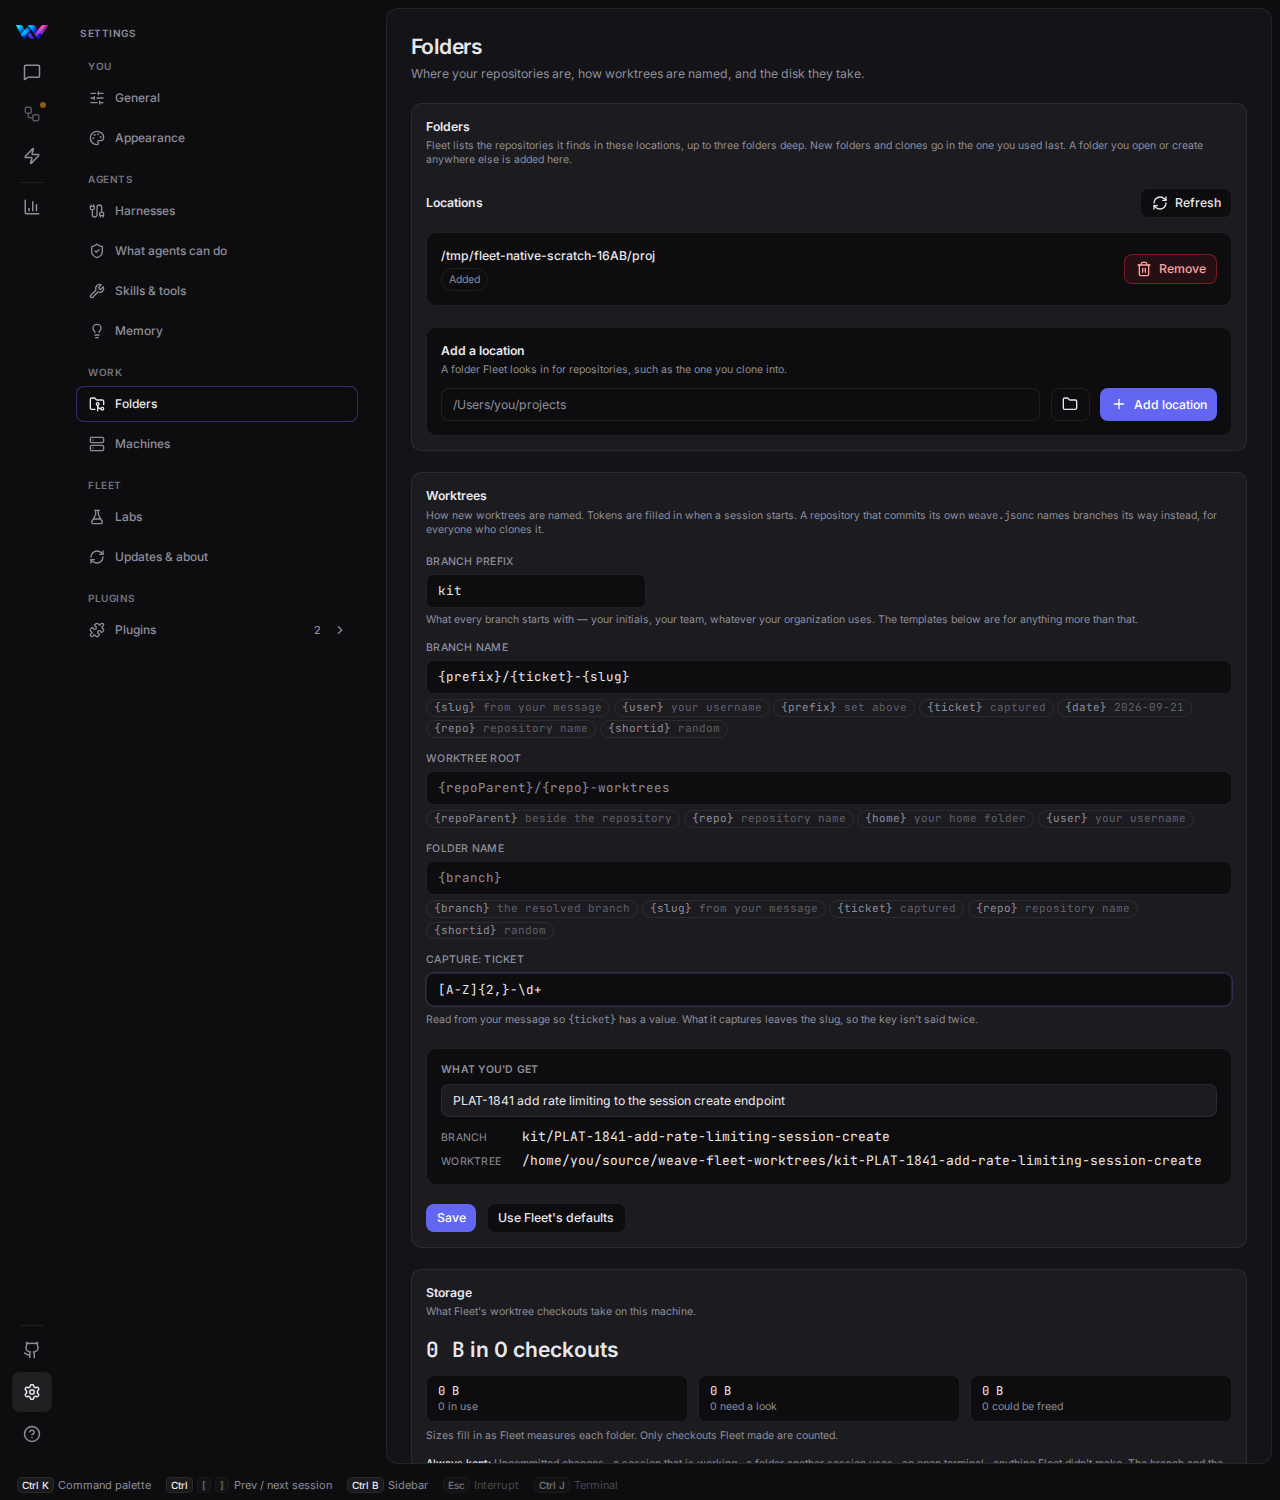 SETTINGS
YOU
General
Appearance
AGENTS
Harnesses
What agents can do
Skills & tools
Memory
WORK
Folders
Machines
FLEET
Labs
Updates & about
PLUGINS
Plugins 2
Folders
Where your repositories are, how worktrees are named, and the disk they take.
Folders
Fleet lists the repositories it finds in these locations, up to three folders deep. New folders and clones go in the one you used last. A folder you open or create
anywhere else is added here.
Locations
Refresh
/tmp/fleet-native-scratch-16AB/proj
Added
Remove
Add a location
A folder Fleet looks in for repositories, such as the one you clone into.
/Users/you/projects
Add location
Worktrees
How new worktrees are named. Tokens are filled in when a session starts. A repository that commits its own weave.jsonc names branches its way instead, for
everyone who clones it.
BRANCH PREFIX
kit
What every branch starts with — your initials, your team, whatever your organization uses. The templates below are for anything more than that.
BRANCH NAME
{prefix}/{ticket}-{slug}
{slug} from your message {user} your username {prefix} set above {ticket} captured {date} 2026-09-21
{repo} repository name {shortid} random
WORKTREE ROOT
{repoParent}/{repo}-worktrees
{repoParent} beside the repository {repo} repository name {home} your home folder {user} your username
FOLDER NAME
{branch}
{branch} the resolved branch {slug} from your message {ticket} captured {repo} repository name
{shortid} random
CAPTURE: TICKET
[A-Z]{2,}-\d+
Read from your message so {ticket} has a value. What it captures leaves the slug, so the key isn't said twice.
WHAT YOU'D GET
PLAT-1841 add rate limiting to the session create endpoint
BRANCH kit/PLAT-1841-add-rate-limiting-session-create
WORKTREE /home/you/source/weave-fleet-worktrees/kit-PLAT-1841-add-rate-limiting-session-create
Save
Use Fleet's defaults
Storage
What Fleet's worktree checkouts take on this machine.
0 B in 0 checkouts
0 B
0 in use
0 B
0 need a look
0 B
0 could be freed
Sizes fill in as Fleet measures each folder. Only checkouts Fleet made are counted.
Ctrl K Command palette Ctrl [ ] Prev / next session Ctrl B Sidebar Esc Interrupt Ctrl J Terminal